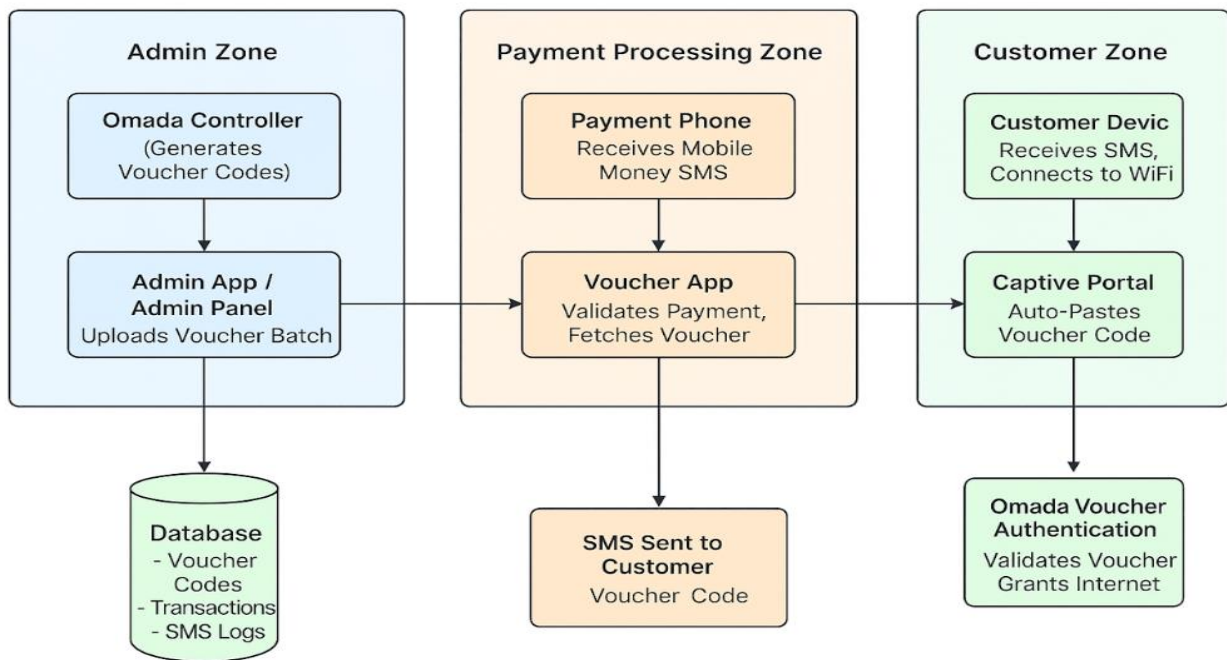 Admin Zone
Omada Controller
(Generates
Voucher Codes)
Admin App /
Admin Panel
Uploads Voucher Batch
Database
- Voucher
Codes
- Transactions
- SMS Logs
Payment Processing Zone
Payment Phone
Receives Mobile
Money SMS
Voucher App
Validates Payment,
Fetches Voucher
SMS Sent to
Customer
Voucher Code
Customer Zone
Customer Devic
Receives SMS,
Connects to WiFi
Captive Portal
Auto-Pastes
Voucher Code
Omada Voucher
Authentication
Validates Voucher
Grants Internet